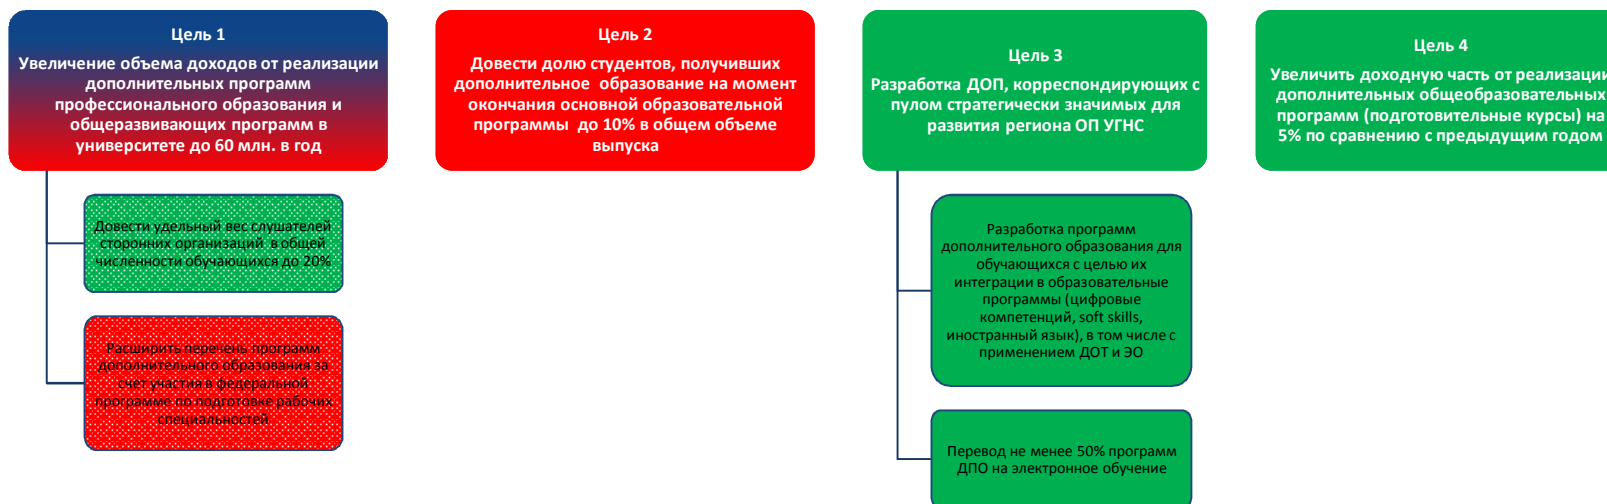 Цель 1
Увеличение объема доходов от реализации
дополнительных программ
профессионального образования и
общеразвивающих программ в
университете до 60 млн. в год
Довести удельный вес слушателей
сторонних организаций в общей
численности обучающихся до 20%
Расширить перечень программ
дополнительного образования за
счет участия в федеральной
программе по подготовке рабочих
специальностей
Цель 2
Довести долю студентов, получивших
дополнительное образование на момент
окончания основной образовательной
программы до 10% в общем объеме
выпуска
Цель 3
Разработка ДОП, корреспондирующих с
пулом стратегически значимых для
развития региона ОП УГНС
Разработка программ
дополнительного образования для
обучающихся с целью их
интеграции в образовательные
программы (цифровые
компетенций, soft skills,
иностранный язык), в том числе с
применением ДОТ и ЭО
Перевод не менее 50% программ
ДПО на электронное обучение
Цель 4
Увеличить доходную часть от реализации
дополнительных общеобразовательных
программ (подготовительные курсы) на
5% по сравнению с предыдущим годом